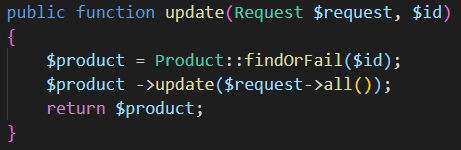 public function update(Request $request, $id)
{
    $product = Product::findOrFail($id);
    $product ->update($request->all());
    return $product;
}